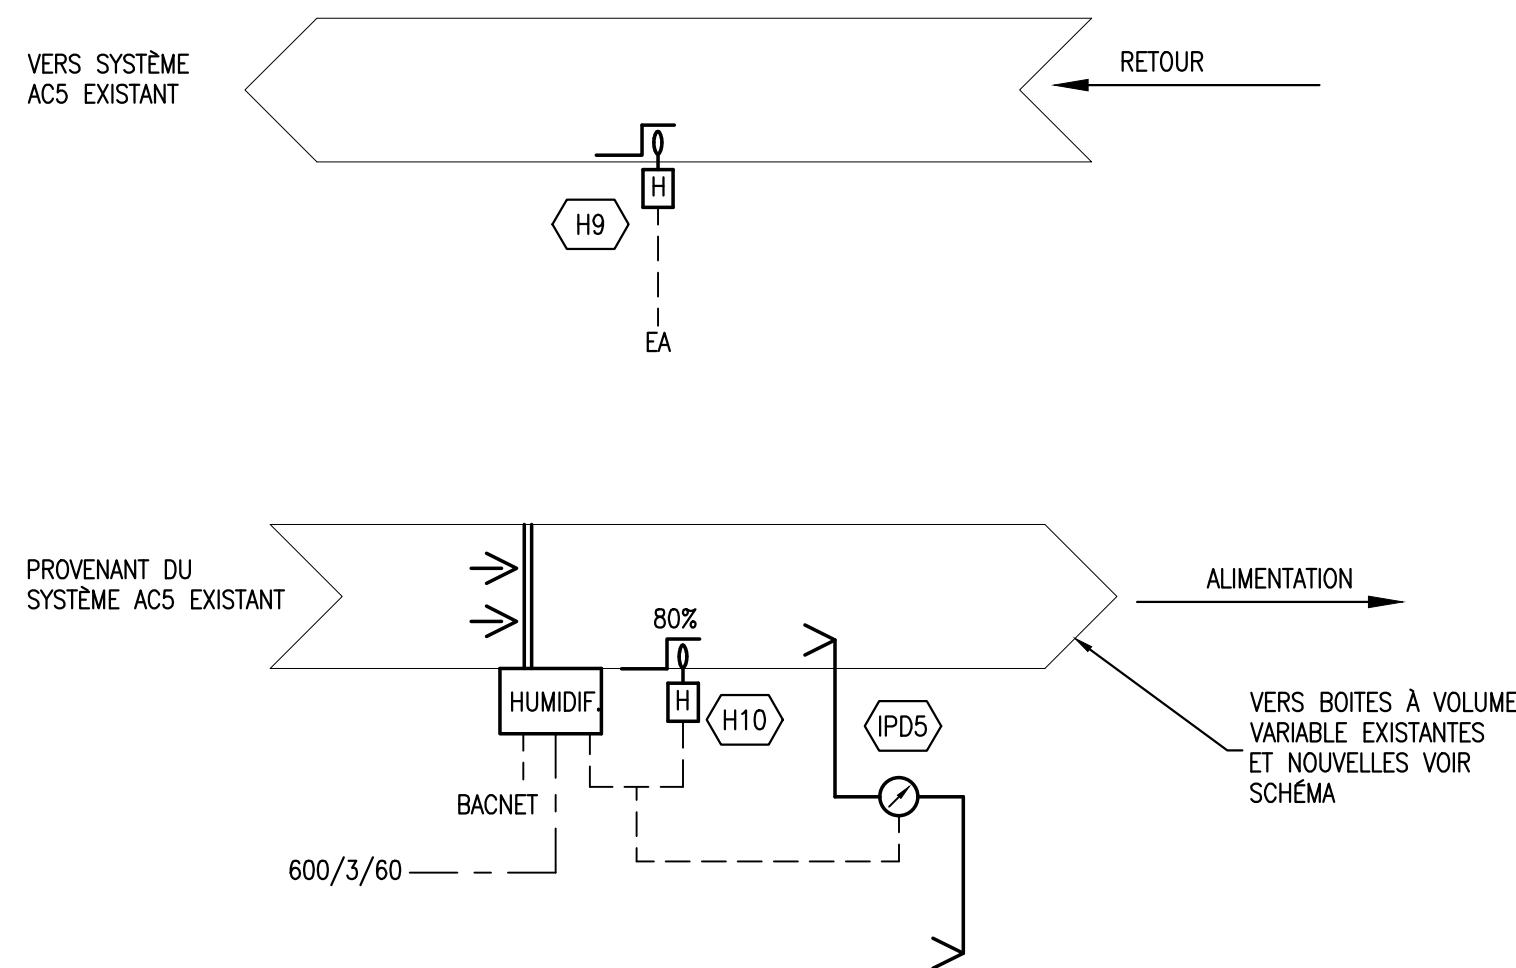 VERS SYSTÈME
AC5 EXISTANT
RETOUR
H
H9
EA
PROVENANT DU
SYSTÈME AC5 EXISTANT
ALIMENTATION
80%
HUMIDIF.
H
H10
IPD5
VERS BOITES À VOLUME
VARIABLE EXISTANTES
ET NOUVELLES VOIR
SCHÉMA
BACNET
600/3/60